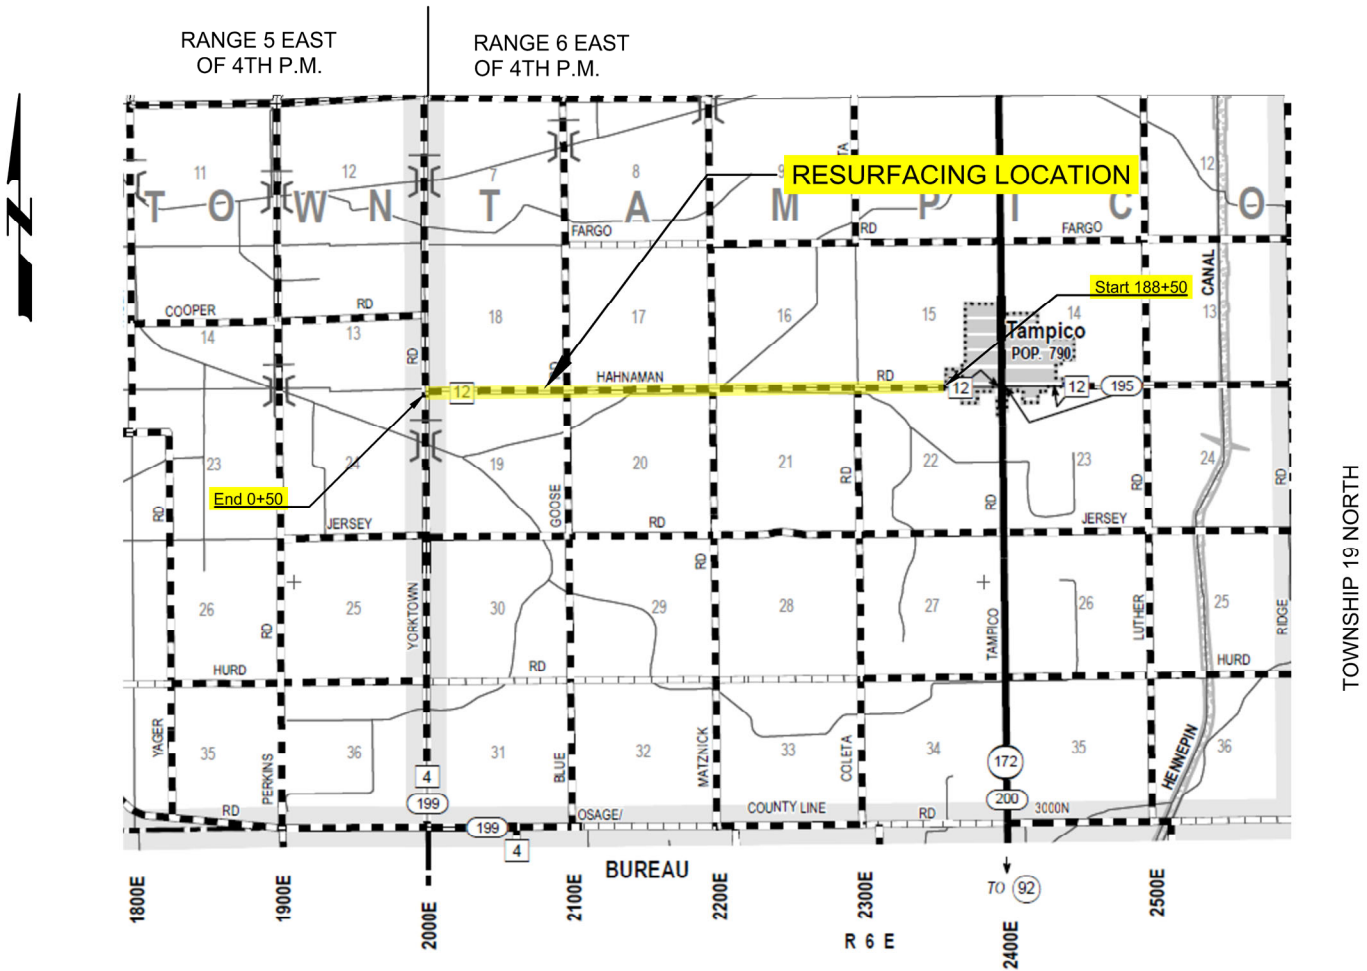 RANGE 5 EAST
OF 4TH P.M.
RANGE 6 EAST
OF 4TH P.M.
N
11
12
7
8
RESURFACING LOCATION
12
T O W N T A M P I C O
FARGO
RD
FARGO
CANAL
COOPER
RD
18
17
16
15
Start 188+50
14
13
14
13
RD
Tampico
POP. 790
12
HAHNAMAN
RD
12
12
195
23
24
19
20
21
RD
22
23
RD
24
RD
End 0+50
RD
JERSEY
GOOSE
RD
RD
JERSEY
TOWNSHIP 19 NORTH
26
RD
25
YORKTOWN
30
29
RD
28
27
TAMPICO
26
LUTHER
25
RIDGE
HURD
RD
HURD
YAGER
35
PERKINS
36
31
BLUE
32
MATZNICK
33
COLETA
34
172
35
HENNEPIN
36
4
199
200
RD
199
OSAGE/
COUNTY LINE
RD
3000N
4
BUREAU
TO 92
1800E
1900E
2000E
2100E
2200E
2300E
2400E
2500E
R 6 E